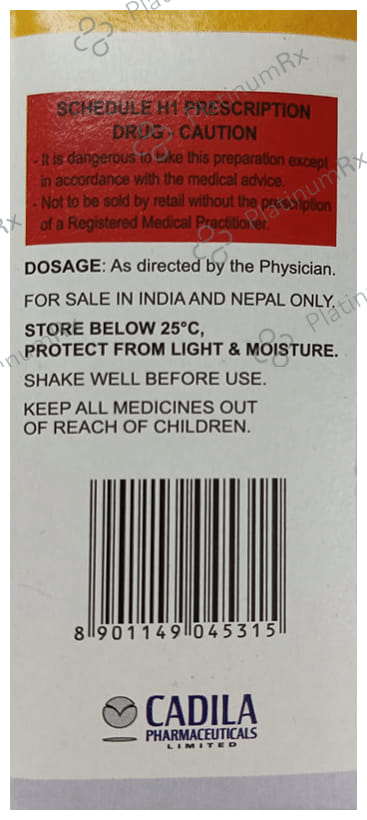 SCHEDULE H1 PRESCRIPTION
DRUG - CAUTION
- It is dangerous to take this preparation except
in accordance with the medical advice.
- Not to be sold by retail without the prescription
of a Registered Medical Practitioner.
DOSAGE: As directed by the Physician.
FOR SALE IN INDIA AND NEPAL ONLY.
STORE BELOW 25°C,
PROTECT FROM LIGHT & MOISTURE.
SHAKE WELL BEFORE USE.
KEEP ALL MEDICINES OUT
OF REACH OF CHILDREN.
8 901149 045315
CADILA
PHARMACEUTICALS
LIMITED
PlatinumRx